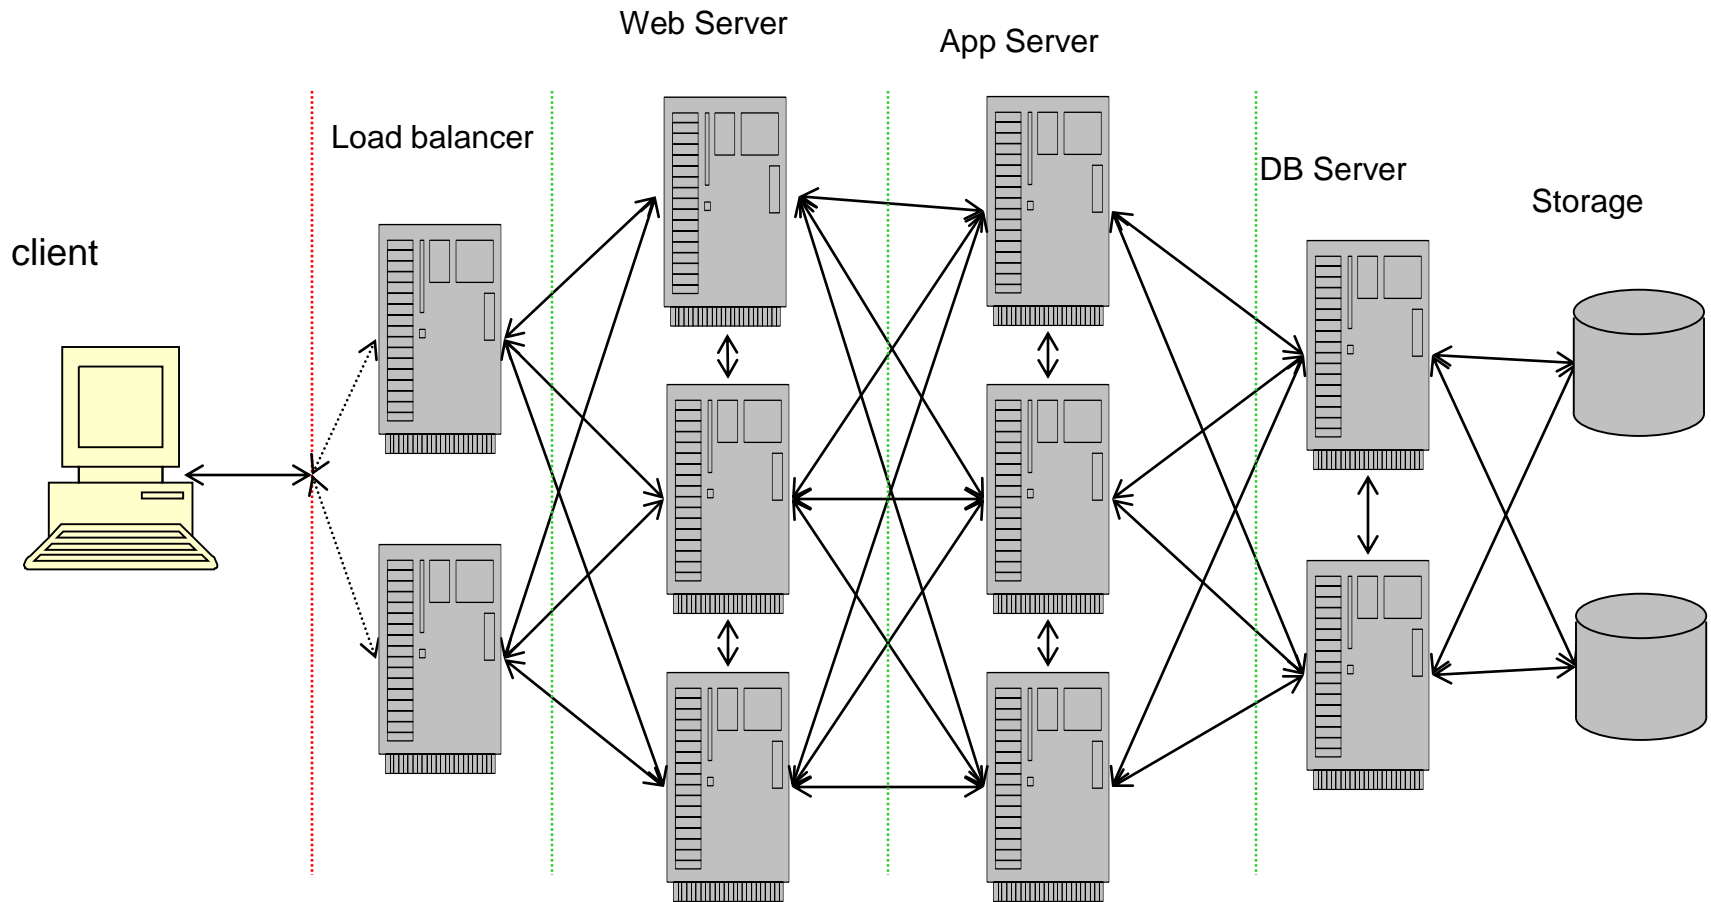 Web Server
App Server
Load balancer
DB Server
Storage
client